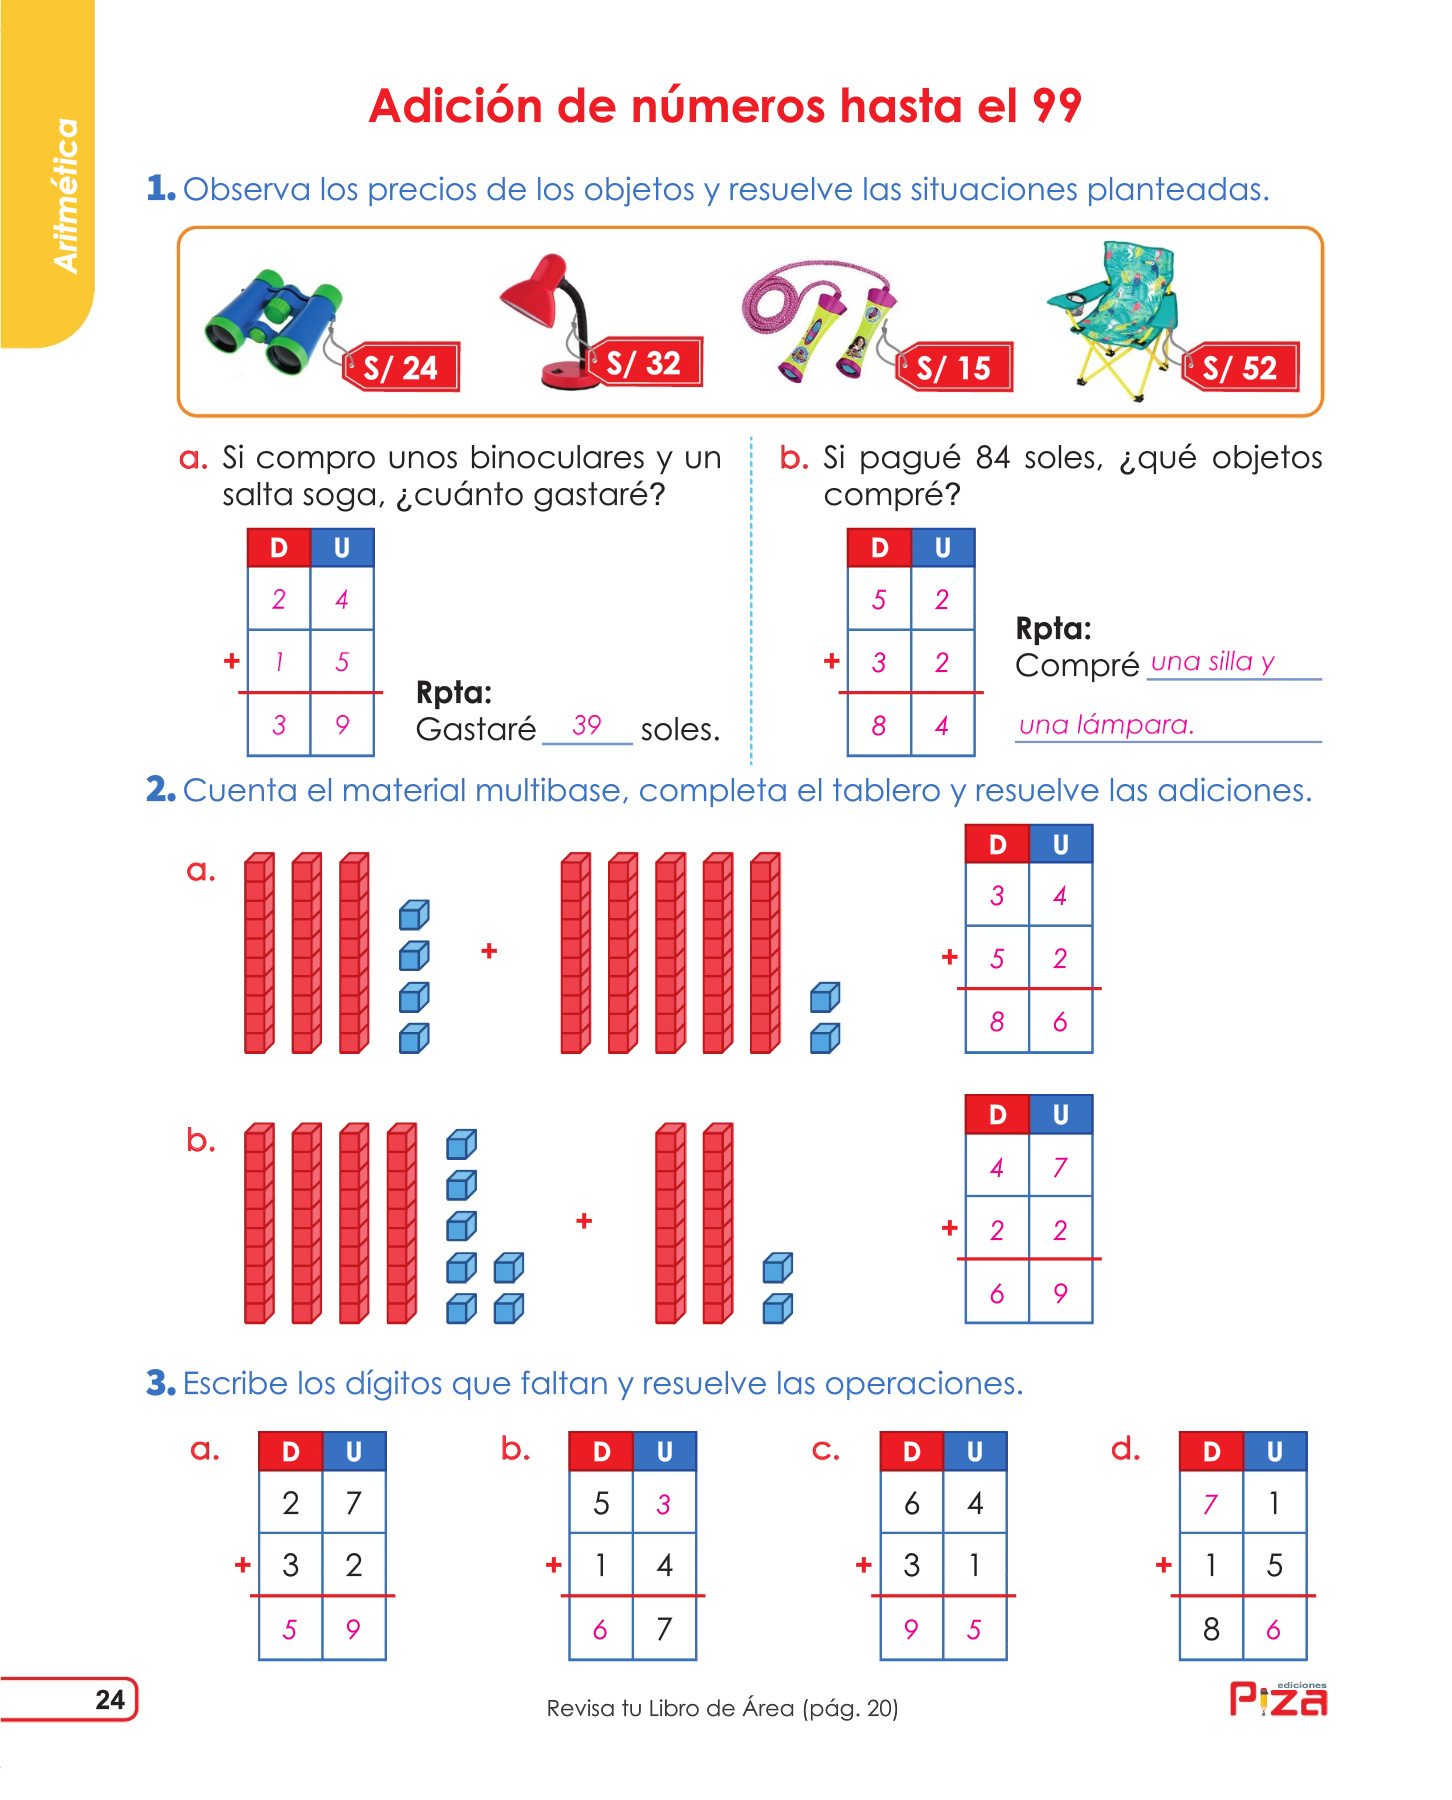 Aritmética
Adición de números hasta el 99
1. Observa los precios de los objetos y resuelve las situaciones planteadas.
S/ 24
S/ 32
S/ 15
S/ 52
a. Si compro unos binoculares y un
salta soga, ¿cuánto gastaré?
D U
2 4
+ 1 5
3 9
Rpta:
Gastaré 39 soles.
b. Si pagué 84 soles, ¿qué objetos
compré?
D U
5 2
+ 3 2
8 4
Rpta:
Compré una silla y
una lámpara.
2. Cuenta el material multibase, completa el tablero y resuelve las adiciones.
a.
+
D U
3 4
+ 5 2
8 6
b.
+
D U
4 7
+ 2 2
6 9
3. Escribe los dígitos que faltan y resuelve las operaciones.
a.
D U
2 7
+ 3 2
5 9
b.
D U
5 3
+ 1 4
6 7
c.
D U
6 4
+ 3 1
9 5
d.
D U
7 1
+ 1 5
8 6
24
Revisa tu Libro de Área (pág. 20)
ediciones
Piza